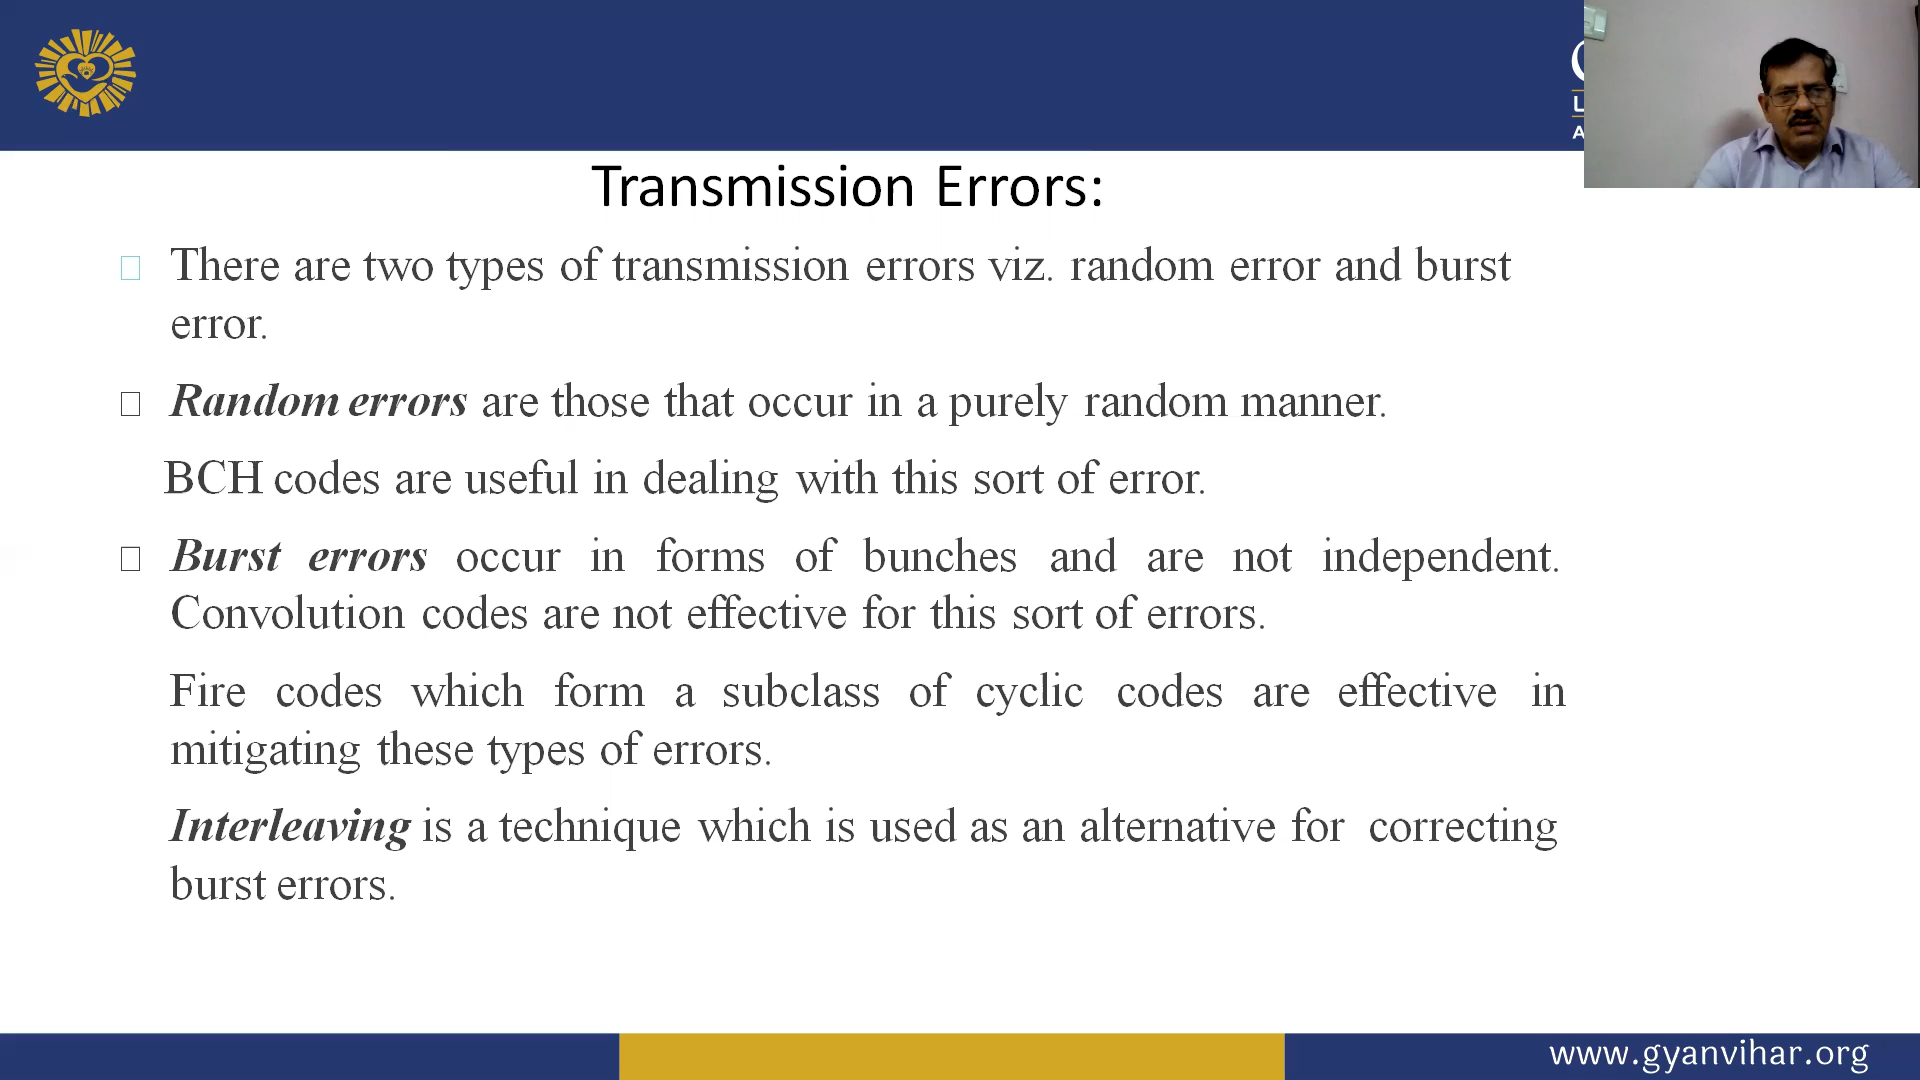 Transmission Errors:
There are two types of transmission errors viz. random error and burst
error.
Random errors are those that occur in a purely random manner.
BCH codes are useful in dealing with this sort of error.
Burst errors occur in forms of bunches and are not independent.
Convolution codes are not effective for this sort of errors.
Fire codes which form a subclass of cyclic codes are effective in
mitigating these types of errors.
Interleaving is a technique which is used as an alternative for correcting
burst errors.
www.gyanvihar.org